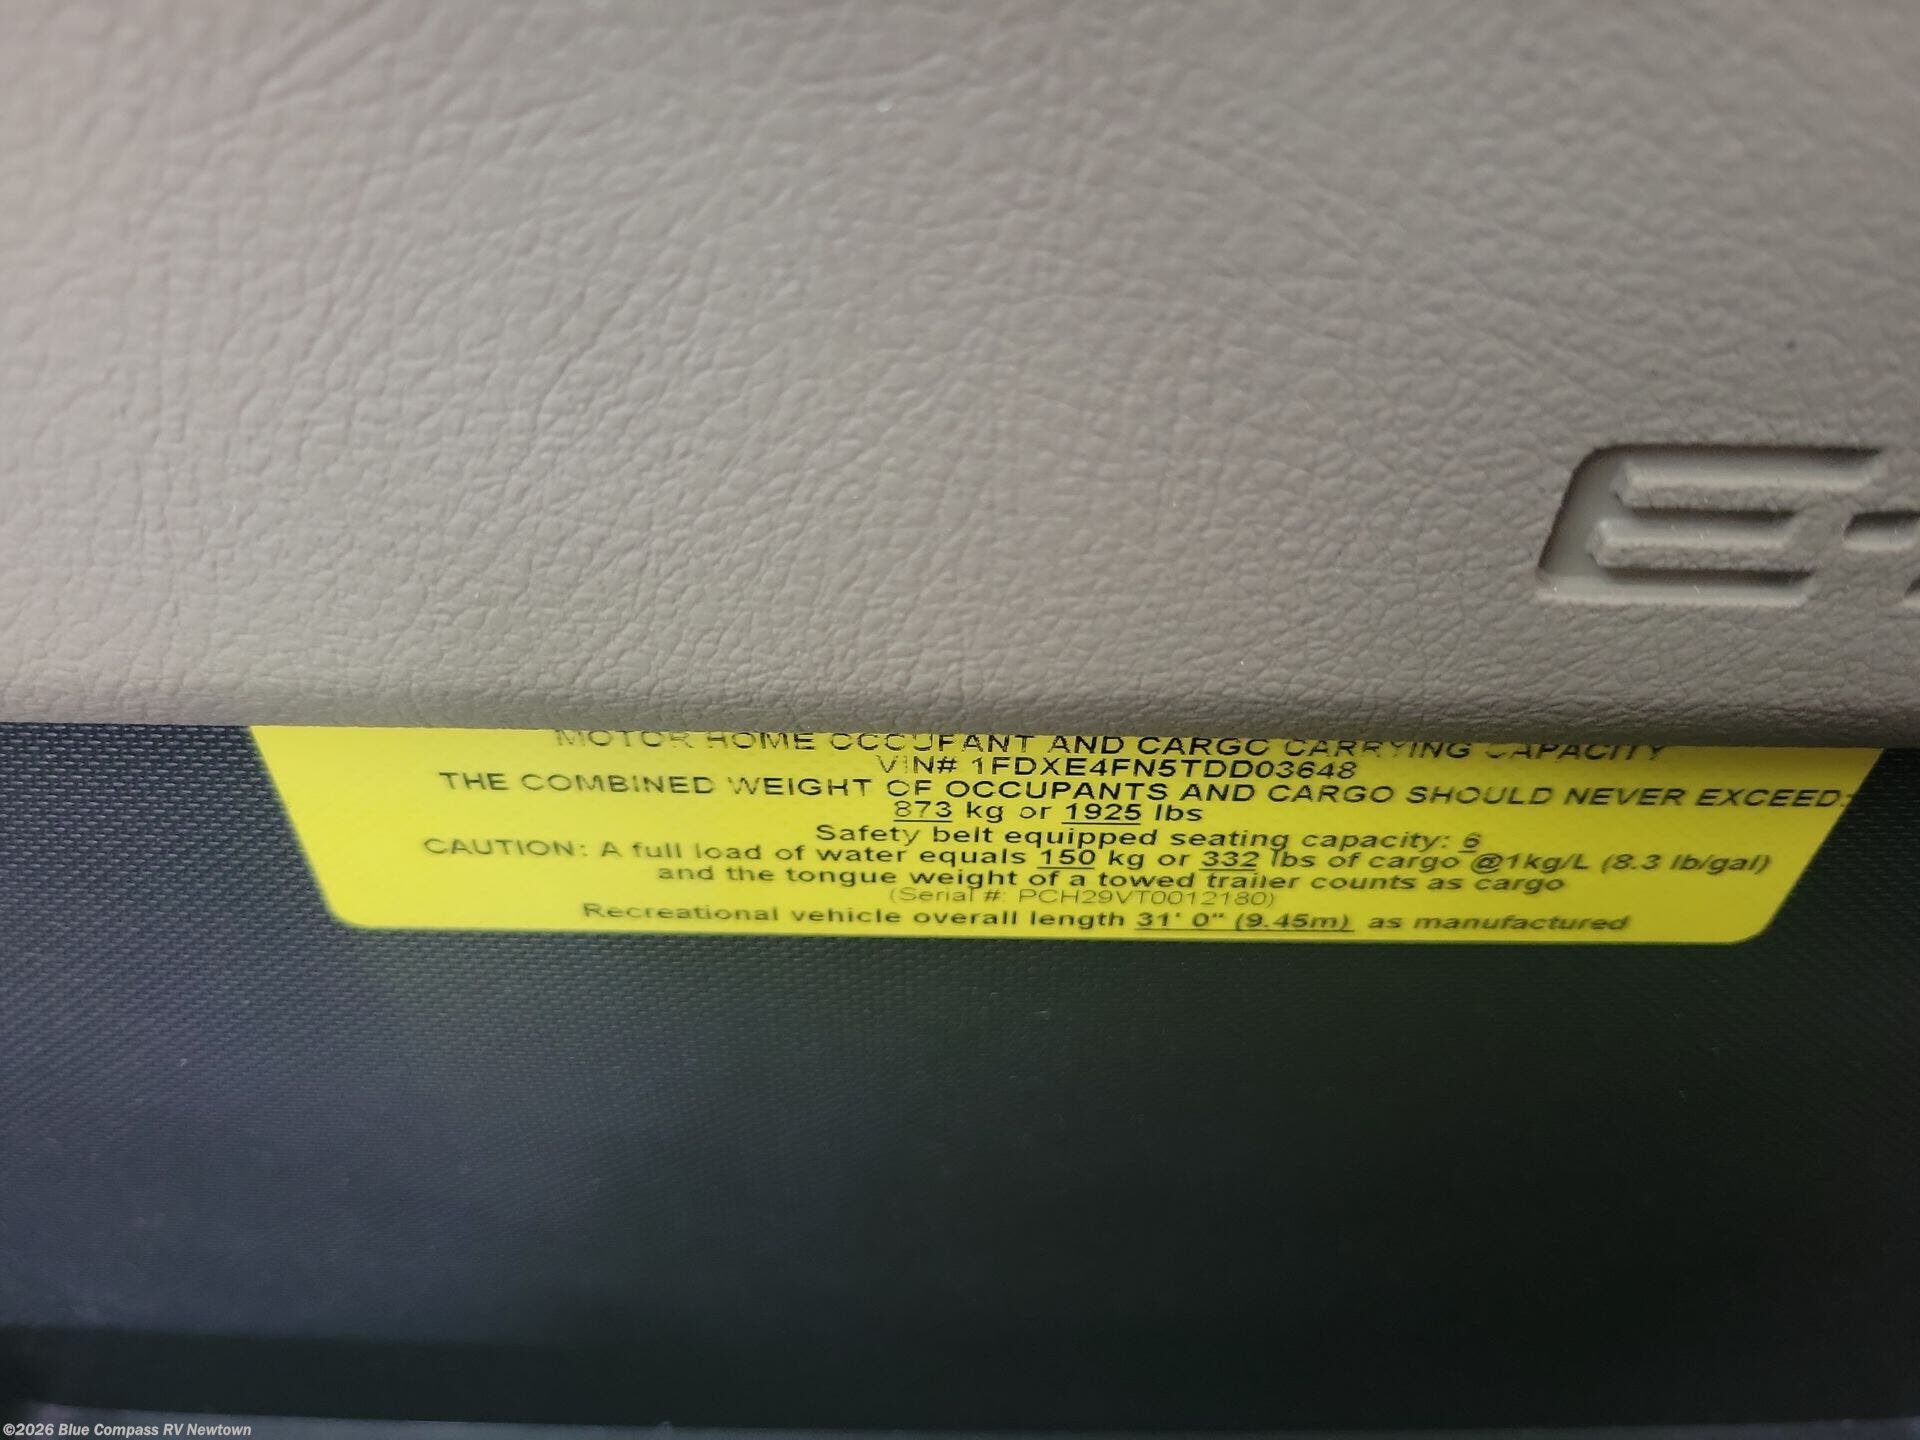 MOTOR HOME OCCUPANT AND CARGO CARRYING CAPACITY
VIN# 1FDXE4FN5TDD03648
THE COMBINED WEIGHT OF OCCUPANTS AND CARGO SHOULD NEVER EXCEED:
873 kg or 1925 lbs
Safety belt equipped seating capacity: 6
CAUTION: A full load of water equals 150 kg or 332 lbs of cargo @1kg/L (8.3 lb/gal)
and the tongue weight of a towed trailer counts as cargo
(Serial #: PCH29VT0012180)
Recreational vehicle overall length 31' 0" (9.45m) as manufactured
©2026 Blue Compass RV Newtown